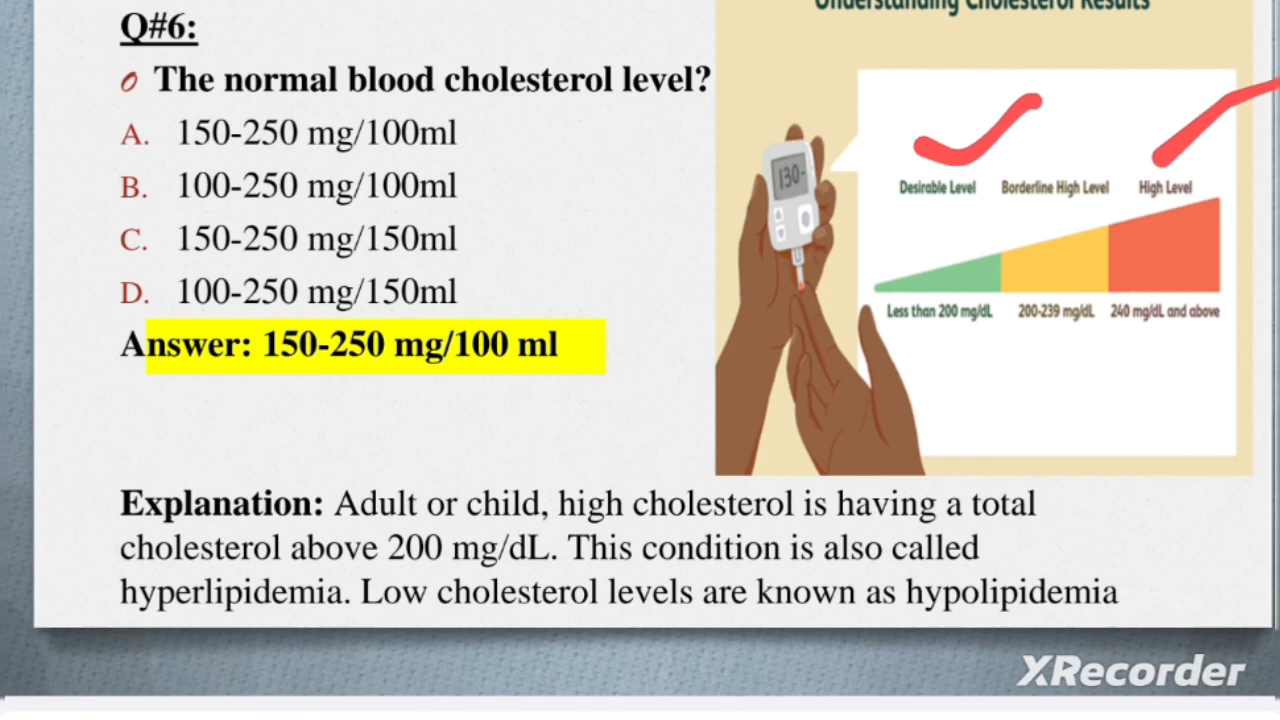 Understanding Cholesterol Results
Q#6:
The normal blood cholesterol level?
A. 150-250 mg/100ml
B. 100-250 mg/100ml
C. 150-250 mg/150ml
D. 100-250 mg/150ml
Answer: 150-250 mg/100 ml
130-
Desirable Level Borderline High Level High Level
Less than 200 mg/dL 200-239 mg/dL 240 mg/dL and above
Explanation: Adult or child, high cholesterol is having a total
cholesterol above 200 mg/dL. This condition is also called
hyperlipidemia. Low cholesterol levels are known as hypolipidemia
XRecorder